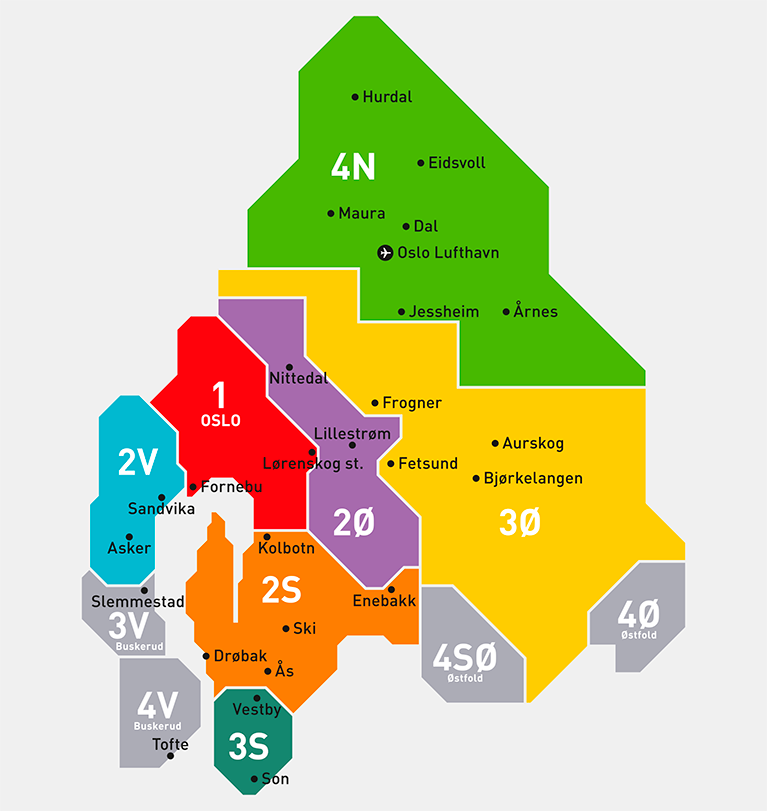 Hurdal
4N
Eidsvoll
Maura
Dal
Oslo Lufthavn
Jessheim
Årnes
Nittedal
1
OSLO
Frogner
Lillestrøm
Aurskog
2V
Lørenskog st.
Fetsund
Bjørkelangen
Fornebu
Sandvika
2Ø
3Ø
Asker
Kolbotn
2S
Slemmestad
Enebakk
3V
Buskerud
Ski
4Ø
Østfold
Drøbak
Ås
4SØ
Østfold
4V
Buskerud
Vestby
Tofte
3S
Son